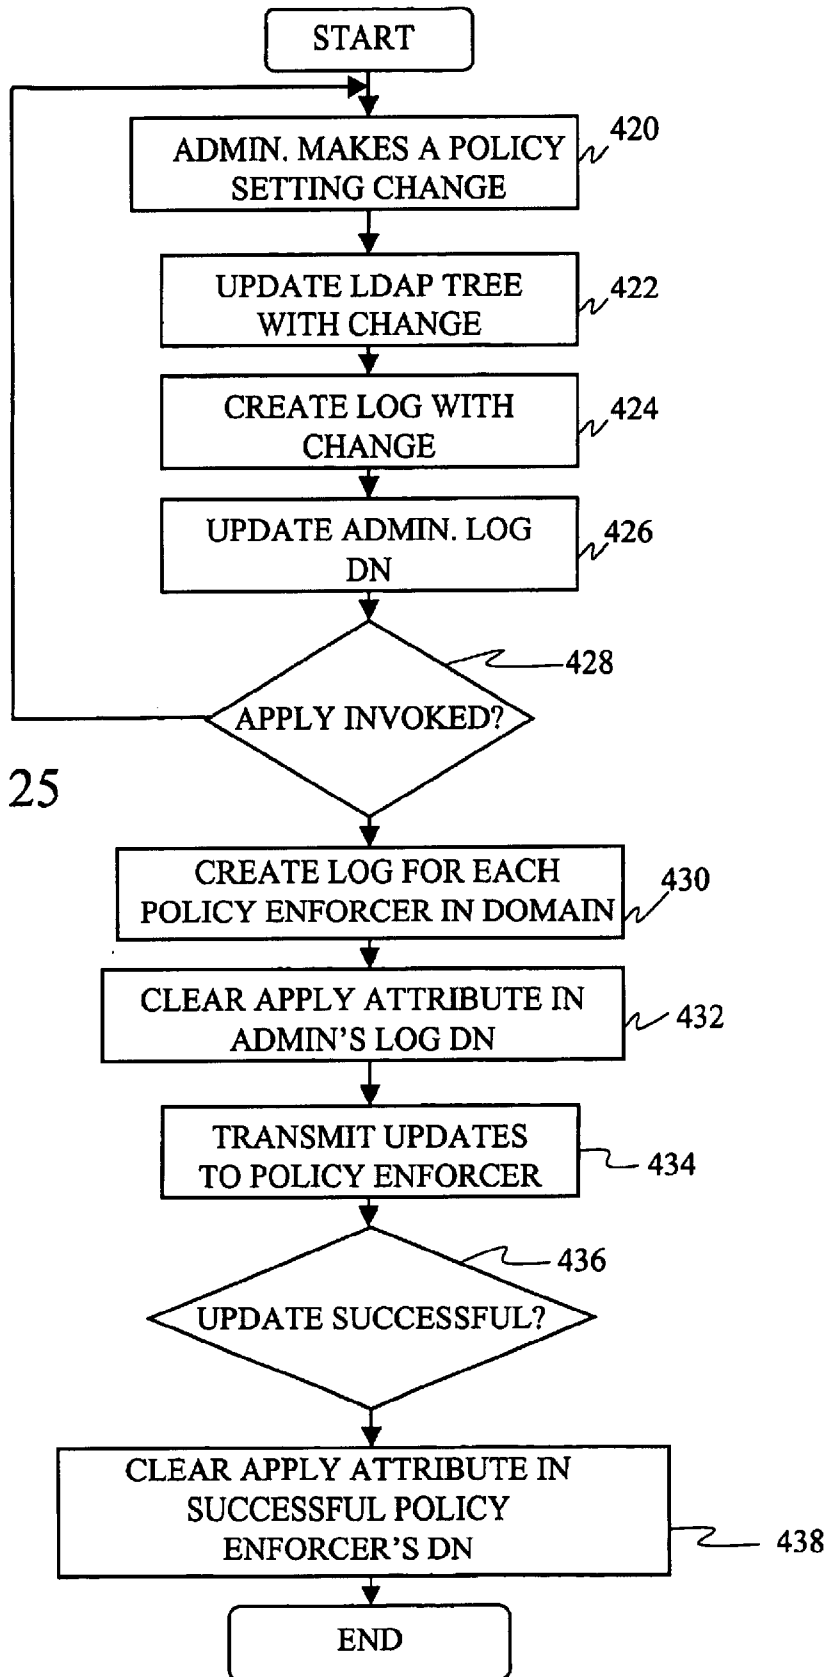 START
ADMIN. MAKES A POLICY
SETTING CHANGE
420
UPDATE LDAP TREE
WITH CHANGE
422
CREATE LOG WITH
CHANGE
424
UPDATE ADMIN. LOG
DN
426
APPLY INVOKED?
428
25
CREATE LOG FOR EACH
POLICY ENFORCER IN DOMAIN
430
CLEAR APPLY ATTRIBUTE IN
ADMIN'S LOG DN
432
TRANSMIT UPDATES
TO POLICY ENFORCER
434
UPDATE SUCCESSFUL?
436
CLEAR APPLY ATTRIBUTE IN
SUCCESSFUL POLICY
ENFORCER'S DN
438
END